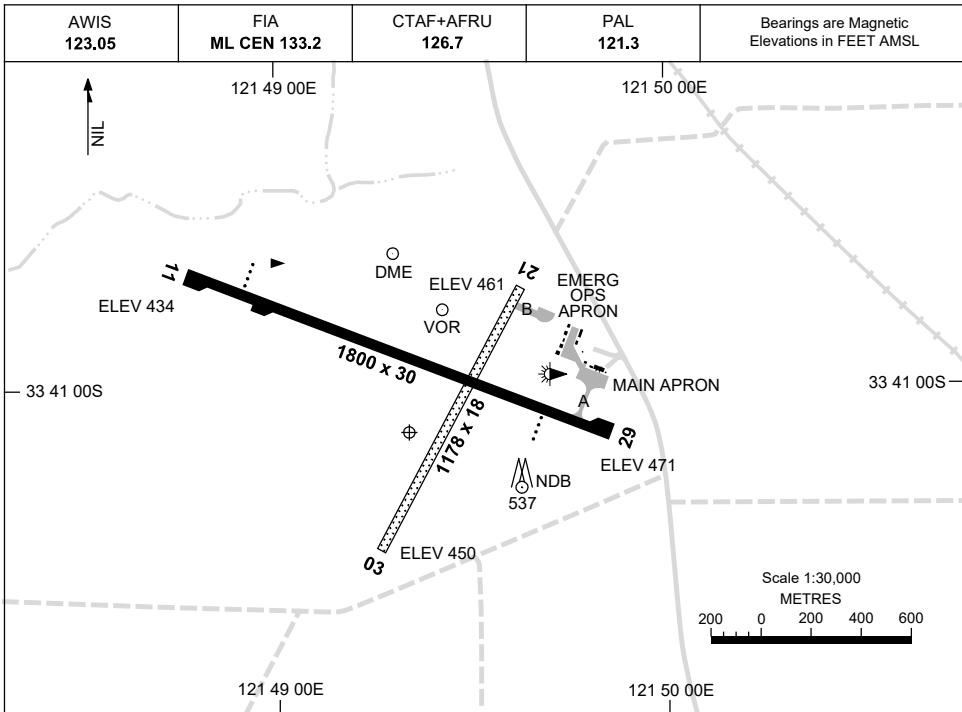 AWIS
123.05
FIA
ML CEN 133.2
CTAF+AFRU
126.7
PAL
121.3
Bearings are Magnetic
Elevations in FEET AMSL
121 49 00E
121 50 00E
NIL
11
ELEV 434
DME
VOR
ELEV 461
21
EMERG
OPS
APRON
B
1800 x 30
MAIN APRON
33 41 00S
33 41 00S
A
29
ELEV 471
1178 x 18
NDB
537
ELEV 450
03
Scale 1:30,000
METRES
200 0 200 400 600
121 49 00E
121 50 00E